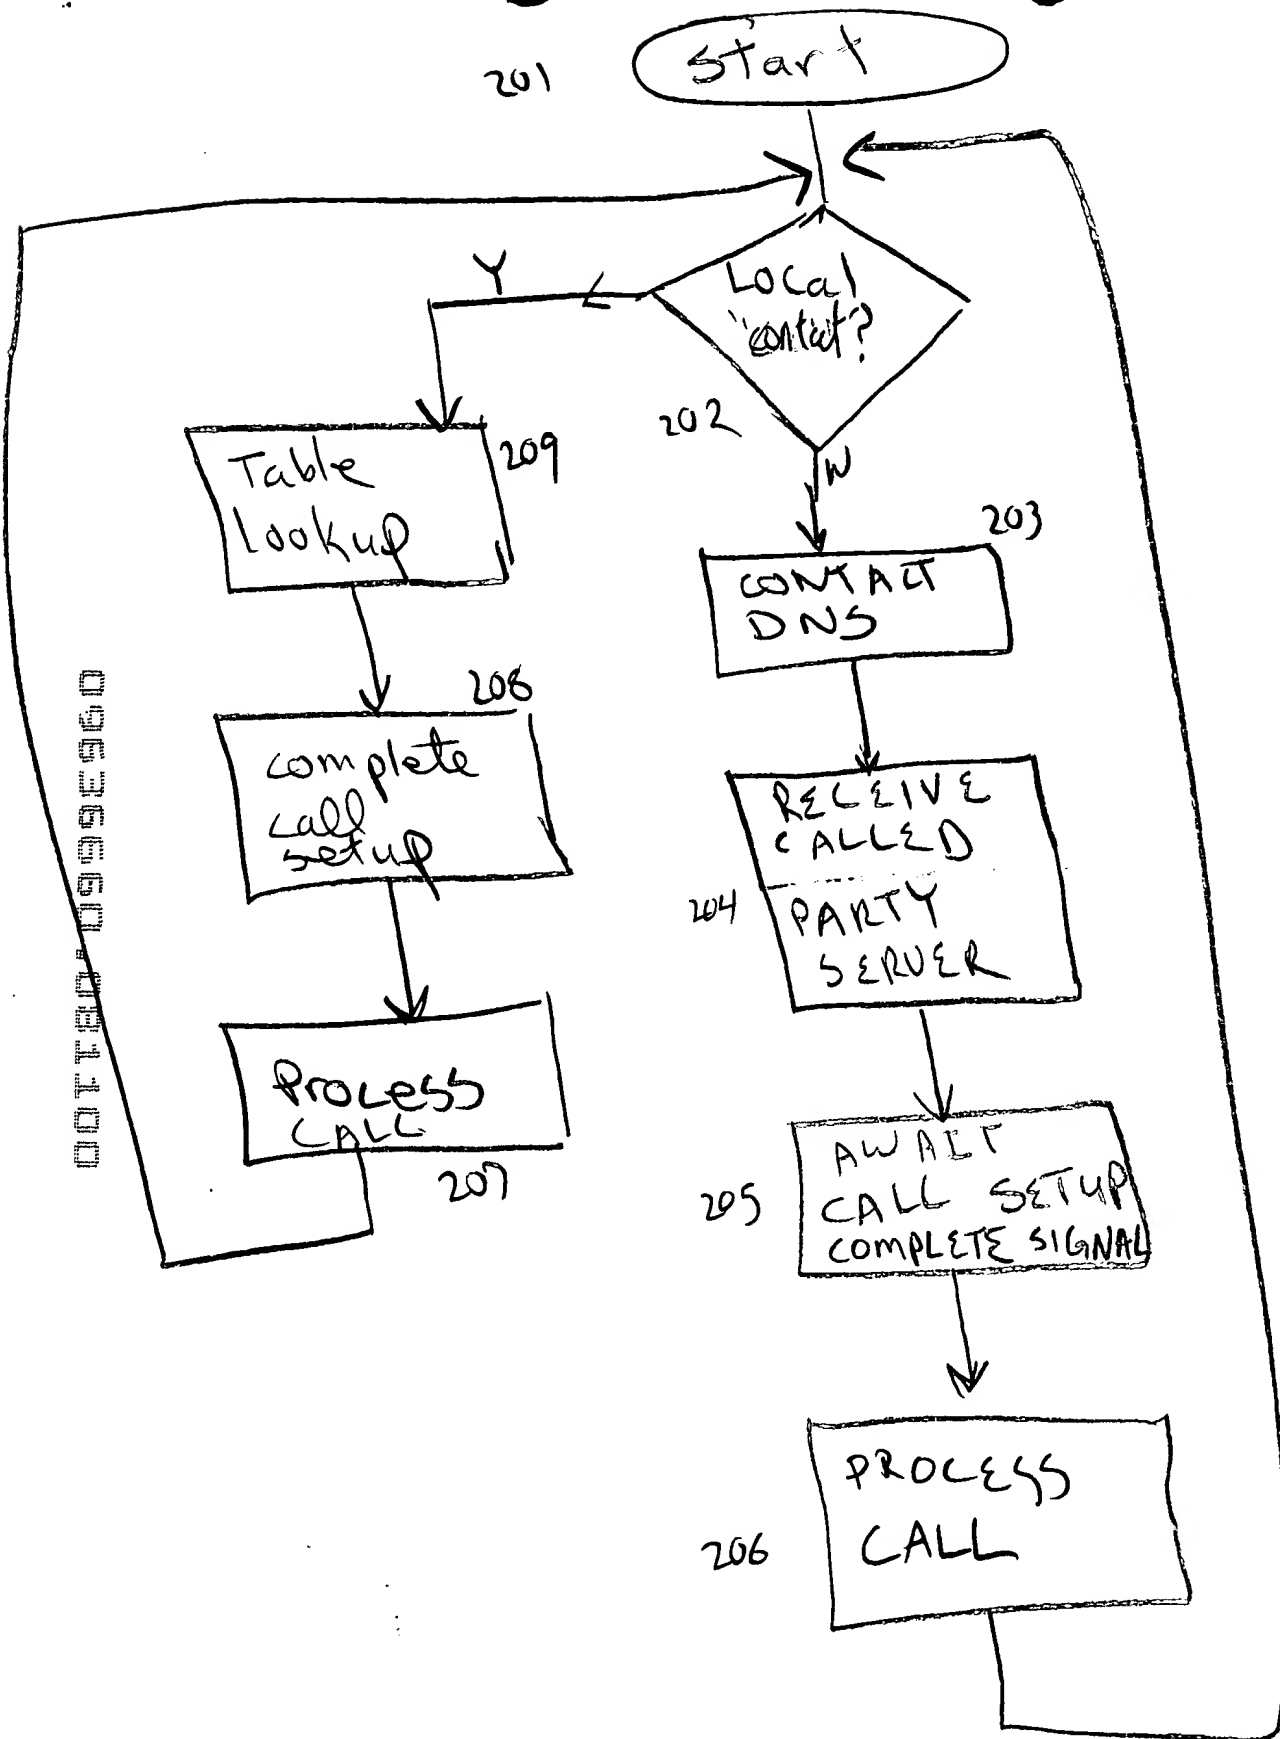 201
Start
Local
"contact?
Y
202
N
209
Table
Lookup
203
CONTACT
DNS
208
complete
call
setup
RECEIVE
CALLED
204
PARTY
SERVER
Process
CALL
207
205
AWAIT
CALL SETUP
COMPLETE SIGNAL
206
PROCESS
CALL